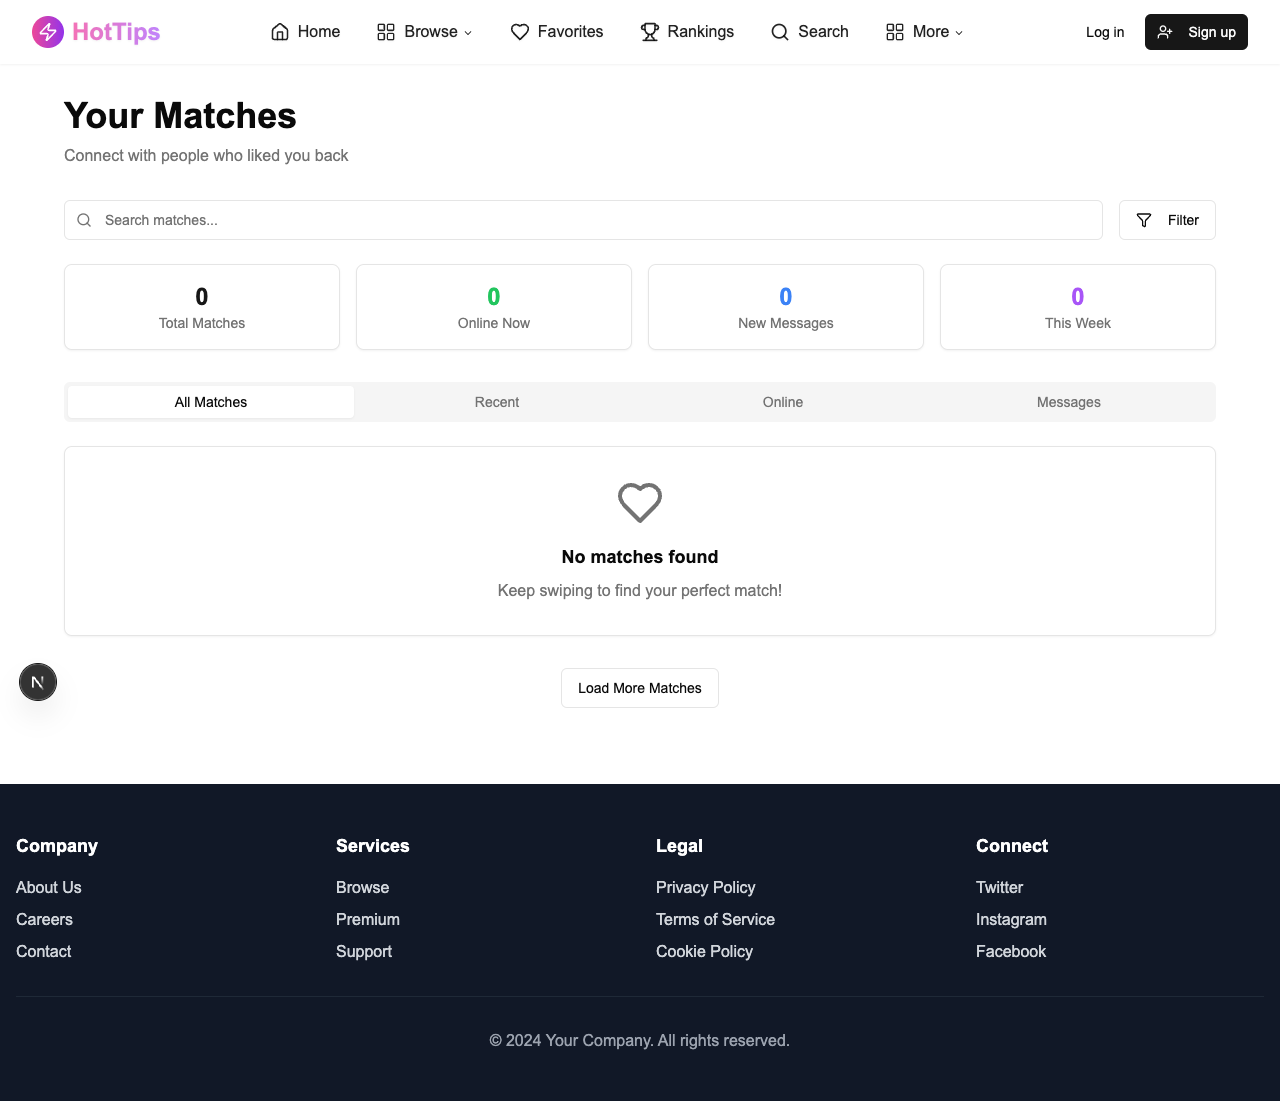 HotTips
Home
Browse
Favorites
Rankings
Search
More
Log in
Sign up
Your Matches
Connect with people who liked you back
Search matches...
Filter
0
Total Matches
0
Online Now
0
New Messages
0
This Week
All Matches
Recent
Online
Messages
No matches found
Keep swiping to find your perfect match!
N
Load More Matches
Company
About Us
Careers
Contact
Services
Browse
Premium
Support
Legal
Privacy Policy
Terms of Service
Cookie Policy
Connect
Twitter
Instagram
Facebook
© 2024 Your Company. All rights reserved.